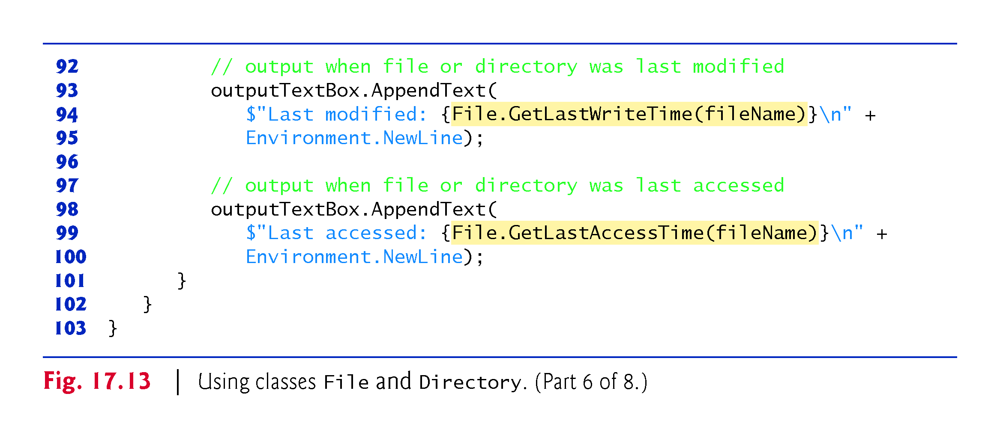 92 // output when file or directory was last modified
93 outputTextBox.AppendText(
94 $"Last modified: {File.GetLastWriteTime(fileName)}\n" +
95 Environment.NewLine);
96
97 // output when file or directory was last accessed
98 outputTextBox.AppendText(
99 $"Last accessed: {File.GetLastAccessTime(fileName)}\n" +
100 Environment.NewLine);
101 }
102 }
103 }
Fig. 17.13 | Using classes File and Directory. (Part 6 of 8.)